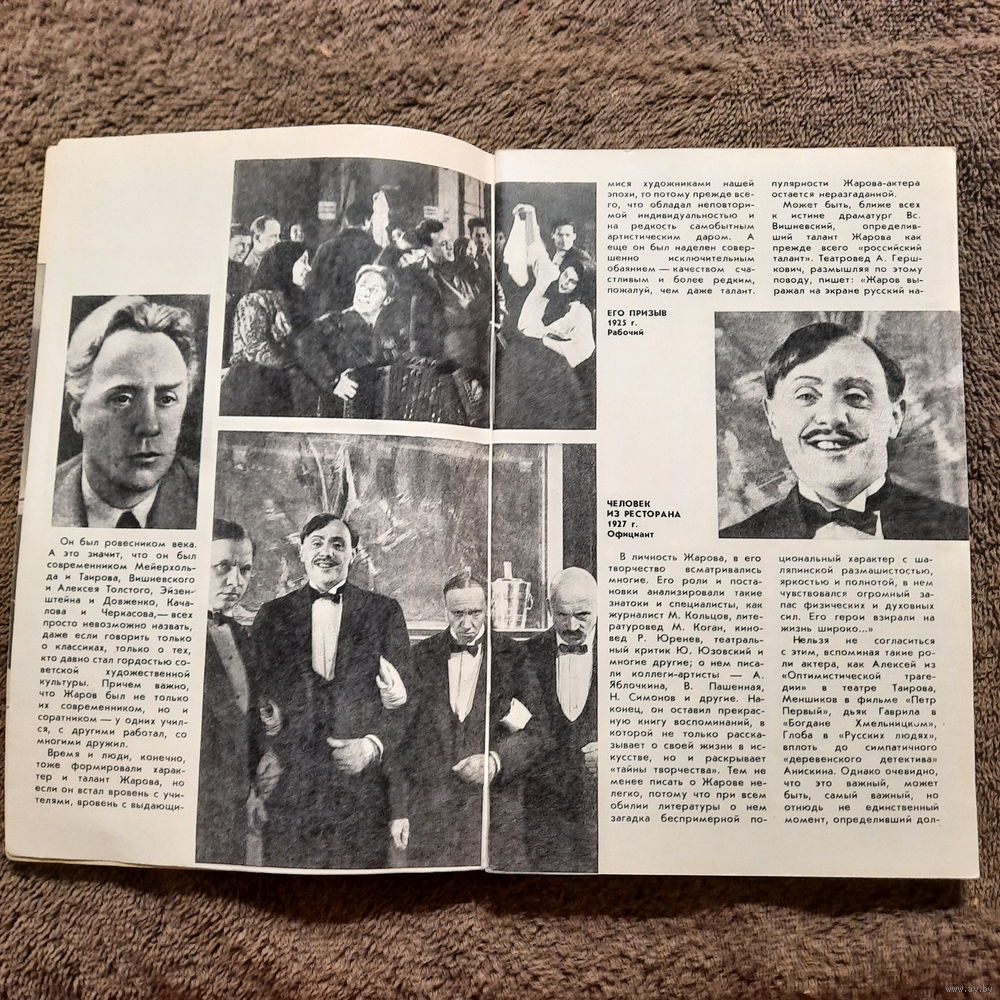 Он был ровесником века.
А это значит, что он был
современником Мейерхоль-
да и Таирова, Вишневского
и Алексея Толстого, Эйзен-
штейна и Довженко, Кача-
лова и Черкасова,— всех
просто невозможно назвать,
даже если говорить только
о классиках, только о тех,
кто давно стал гордостью со-
ветской художественной
культуры. Причем важно,
что Жаров был не только
их современником, но и
соратником — у одних учил-
ся, с другими работал, со
многими дружил.
Время и люди, конечно,
тоже формировали харак-
тер и талант Жарова, но
если он встал вровень с учи-
телями, вровень с выдающи-
мися художниками нашей
эпохи, то потому прежде все-
го, что обладал неповтори-
мой индивидуальностью и
на редкость самобытным
артистическим даром. А
еще он был наделен совер-
шенно исключительным
обаянием — качеством сча-
стливым и более редким,
пожалуй, чем даже талант.
ЕГО ПРИЗЫВ
1925 г.
Рабочий
ЧЕЛОВЕК
ИЗ РЕСТОРАНА
1927 г.
Официант
В личность Жарова, в его
творчество всматривались
многие. Его роли и поста-
новки анализировали такие
знатоки и специалисты, как
журналист М. Кольцов, лите-
ратуровед М. Коган, кино-
вед Р. Юренев, театраль-
ный критик Ю. Юзовский и
многие другие; о нем писа-
ли коллеги-артисты — А.
Яблочкина, В. Пашенная,
Н. Симонов и другие. На-
конец, он оставил прекрас-
ную книгу воспоминаний, в
которой не только расска-
зывает о своей жизни в ис-
кусстве, но и раскрывает
«тайны творчества». Тем не
менее писать о Жарове не-
легко, потому что при всем
обилии литературы о нем
загадка беспримерной по-
пулярности Жарова-актера
остается неразгаданной.
Может быть, ближе всех
к истине драматург Вс.
Вишневский, определив-
ший талант Жарова как
прежде всего «российский
талант». Театровед А. Герш-
кович, размышляя по этому
поводу, пишет: «Жаров вы-
ражал на экране русский на-
циональный характер с ша-
ляпинской размашистостью,
яркостью и полнотой, в нем
чувствовался огромный за-
пас физических и духовных
сил. Его герои взирали на
жизнь широко...»
Нельзя не согласиться
с этим, вспоминая такие ро-
ли актера, как Алексей из
«Оптимистической траге-
дии» в театре Таирова,
Меншиков в фильме «Петр
Первый», дьяк Гаврила в
«Богдане Хмельницком»,
Глоба в «Русских людях»,
вплоть до симпатичного
«деревенского детектива»
Анискина. Однако очевидно,
что это важный, может
быть, самый важный, но
отнюдь не единственный
момент, определивший дол-
www.ay.by